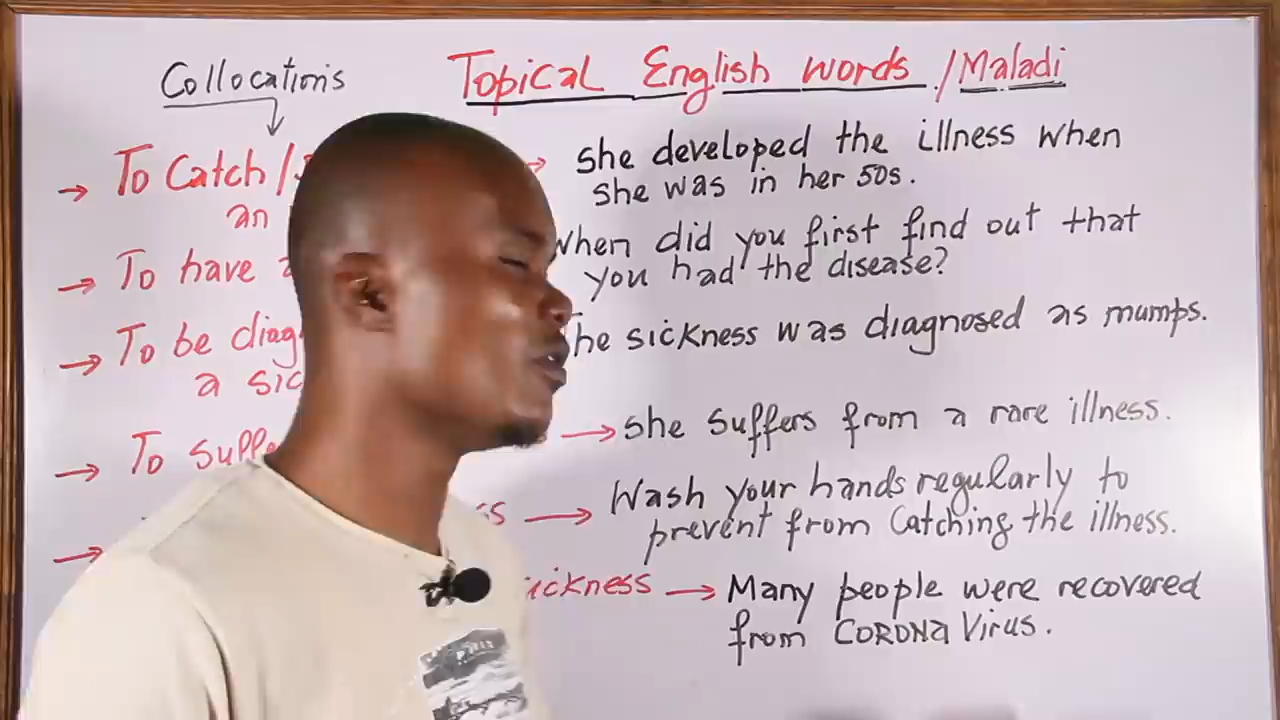 Collocations
Topical English words / Maladi
→ To Catch /
an
→ she developed the illness when
she was in her 50s.
→ To have
When did you first find out that
you had the disease?
→ To be diag
a sic
The sickness was diagnosed as mumps.
→ To suffe
→ she suffers from a rare illness.
ss → Wash your hands regularly to
prevent from Catching the illness.
→
ickness → Many people were recovered
from CORONA Virus.